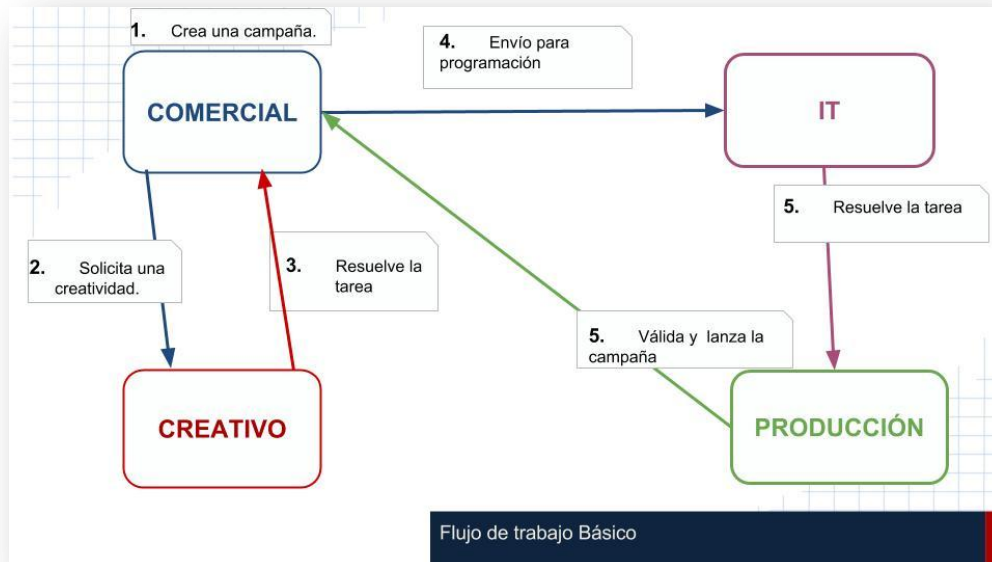 1. Crea una campaña.
COMERCIAL
4. Envío para
programación
IT
2. Solicita una
creatividad.
3. Resuelve la
tarea
5. Resuelve la tarea
5. Válida y lanza la
campaña
CREATIVO
PRODUCCIÓN
Flujo de trabajo Básico